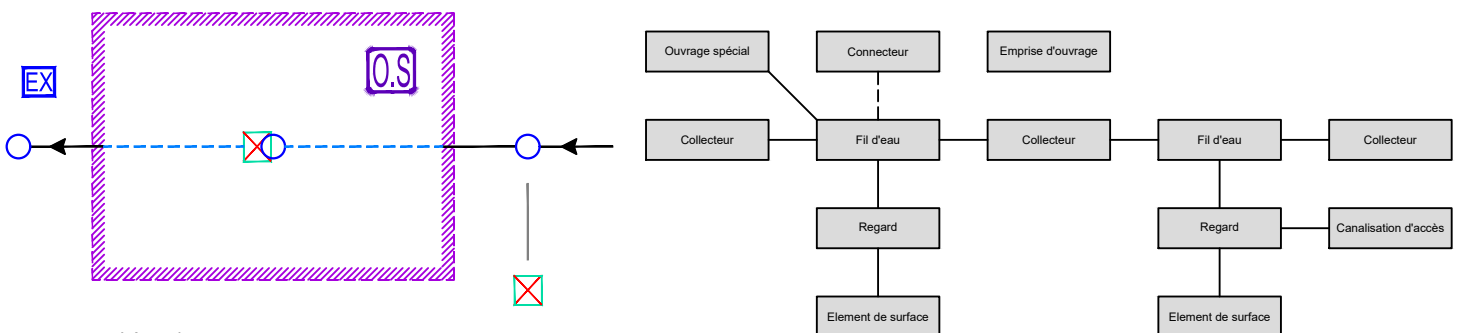 EX
O.S
Ouvrage spécial
Connecteur
Emprise d'ouvrage
Collecteur
Fil d'eau
Collecteur
Fil d'eau
Collecteur
Regard
Regard
Canalisation d'accès
Element de surface
Element de surface